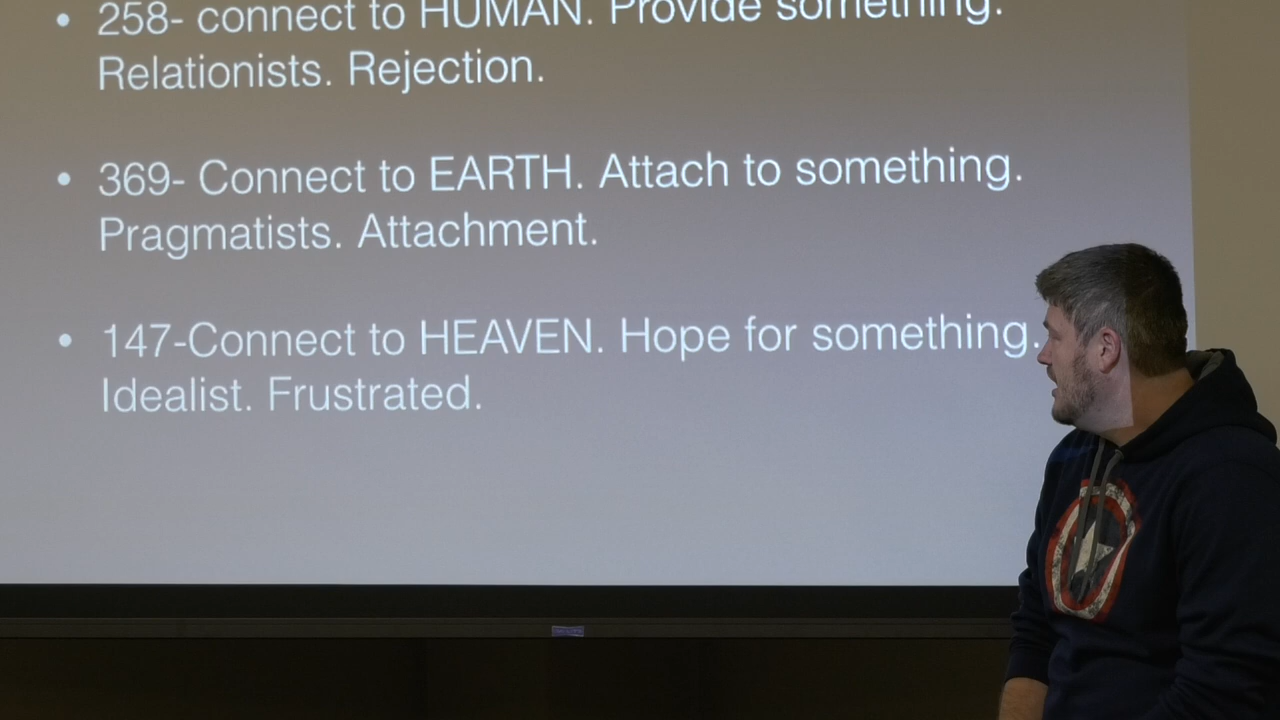 • 258- connect to HUMAN. Provide something.
Relationists. Rejection.
• 369- Connect to EARTH. Attach to something.
Pragmatists. Attachment.
• 147-Connect to HEAVEN. Hope for something.
Idealist. Frustrated.